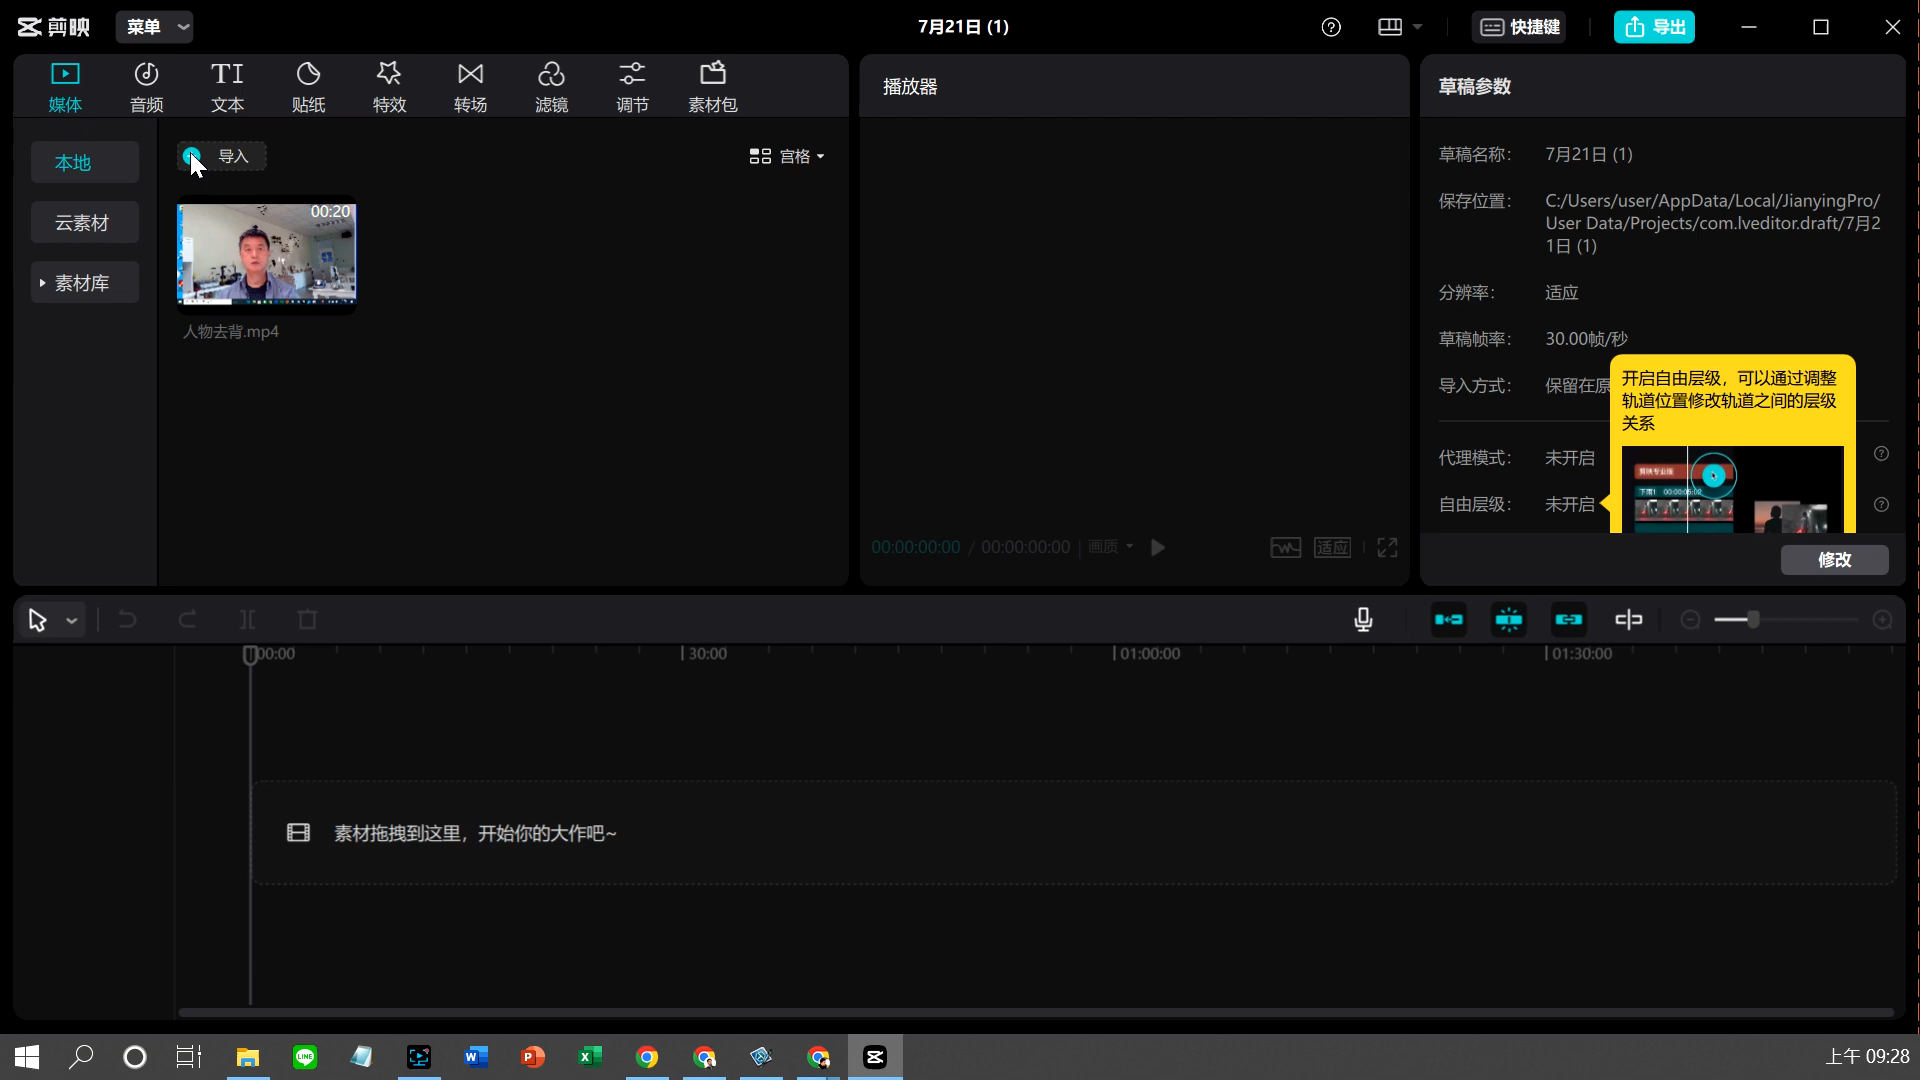 剪映
菜单
7月21日 (1)
快捷键
导出
媒体
音频
文本
贴纸
特效
转场
滤镜
调节
素材包
播放器
草稿参数
本地
云素材
素材库
导入
宫格
00:20
人物去背.mp4
草稿名称: 7月21日 (1)
保存位置: C:/Users/user/AppData/Local/JianyingPro/
User Data/Projects/com.lveditor.draft/7月2
1日 (1)
分辨率: 适应
草稿帧率: 30.00帧/秒
导入方式: 保留在原
代理模式: 未开启
自由层级: 未开启
开启自由层级，可以通过调整
轨道位置修改轨道之间的层级
关系
剪映专业版
00:00:05:02
修改
00:00:00:00 / 00:00:00:00
画质
适应
00:00
30:00
01:00:00
01:30:00
素材拖拽到这里，开始你的大作吧~
上午 09:28